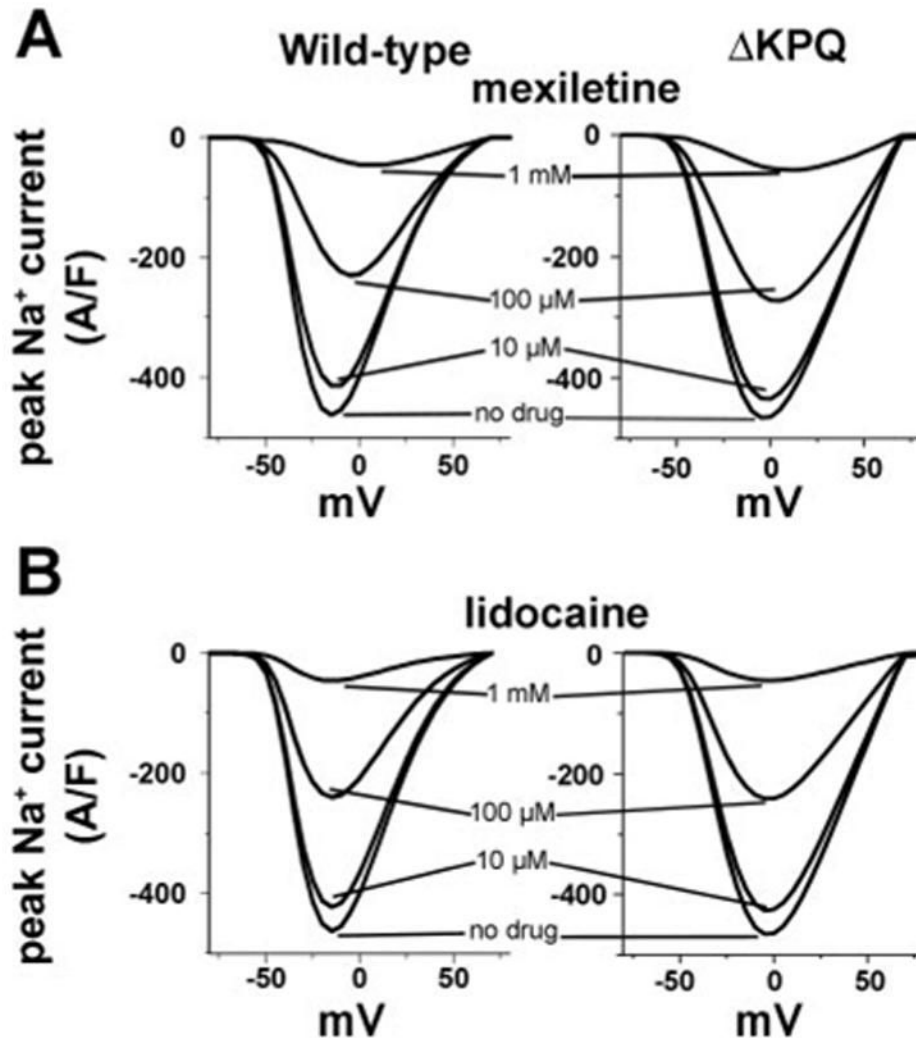 A
Wild-type ΔKPQ
mexiletine
peak Na⁺ current
(A/F)
0
-200
-400
-50 0 50
mV
0
-200
-400
-50 0 50
mV
1 mM
100 µM
10 µM
no drug
B
lidocaine
peak Na⁺ current
(A/F)
0
-200
-400
-50 0 50
mV
0
-200
-400
-50 0 50
mV
1 mM
100 µM
10 µM
no drug